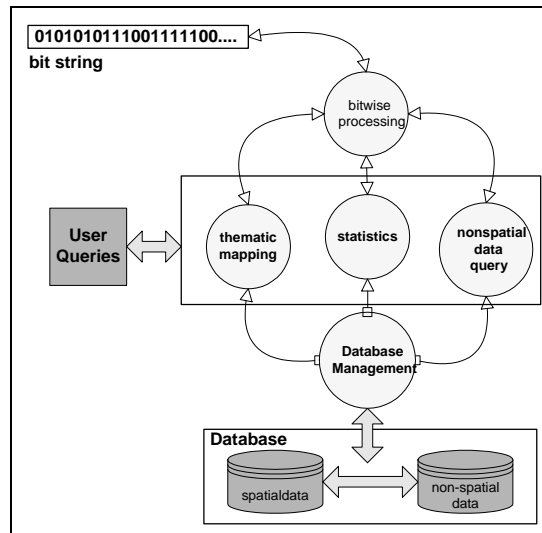 0101010111001111100....
bit string
bitwise
processing
User
Queries
thematic
mapping
statistics
nonspatial
data
query
Database
Management
Database
spatialdata
non-spatial
data